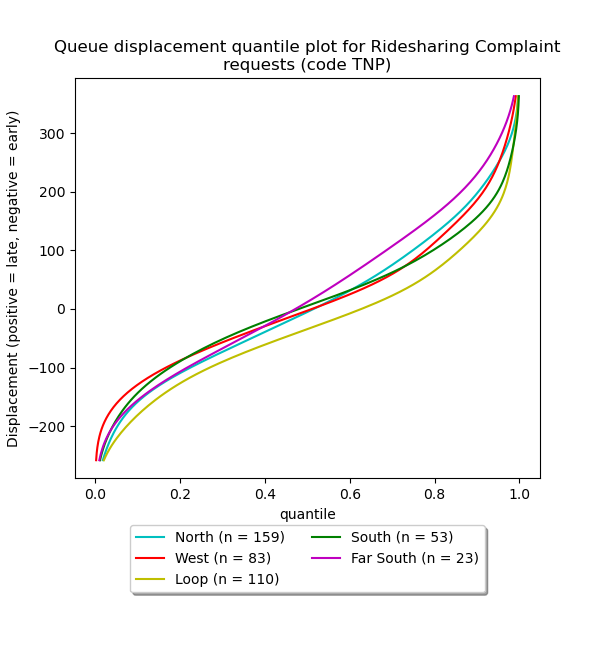 Queue displacement quantile plot for Ridesharing Complaint
requests (code TNP)
Displacement (positive = late, negative = early)
300
200
100
0
−100
−200
0.0 0.2 0.4 0.6 0.8 1.0
quantile
North (n = 159)
West (n = 83)
Loop (n = 110)
South (n = 53)
Far South (n = 23)